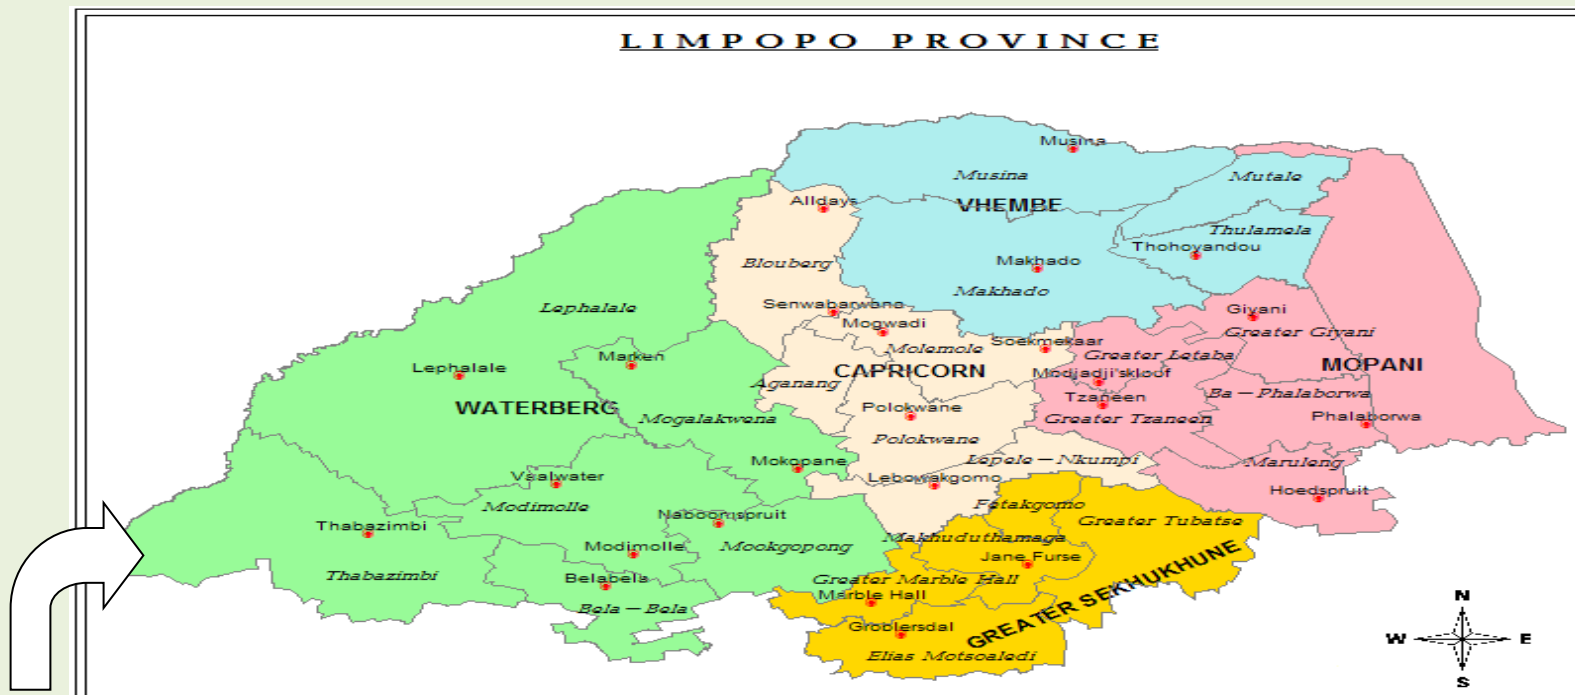 LIMPOPO PROVINCE
Musina
Musina
Mutale
Alldays
VHEMBE
Thulamela
Thohoyandou
Blouberg
Makhado
Makhado
Lephalale
Senwabarwano
Mogwadi
Giyani
Greater Giyani
Molemole
Soekmekaar
Greater Letaba
Marken
Lephalale
CAPRICORN
MOPANI
Aganang
Modjadji'skloof
Tzaneen
Ba-Phalaborwa
WATERBERG
Mogalakwena
Polokwane
Greater Tzaneen
Phalaborwa
Polokwane
Mokopane
Lepele-Nkumpi
Maruleng
Vaalwater
Lebowakgomo
Hoedspruit
Modimolle
Fetakgomo
Naboomspruit
Greater Tubatse
Thabazimbi
Makhuduthamaga
Modimolle
Mookgopong
Jane Furse
Thabazimbi
Belabela
Greater Marble Hall
Bela-Bela
Marble Hall
GREATER SEKHUKHUNE
Groblersdal
Elias Motsoaledi
N
W E
S